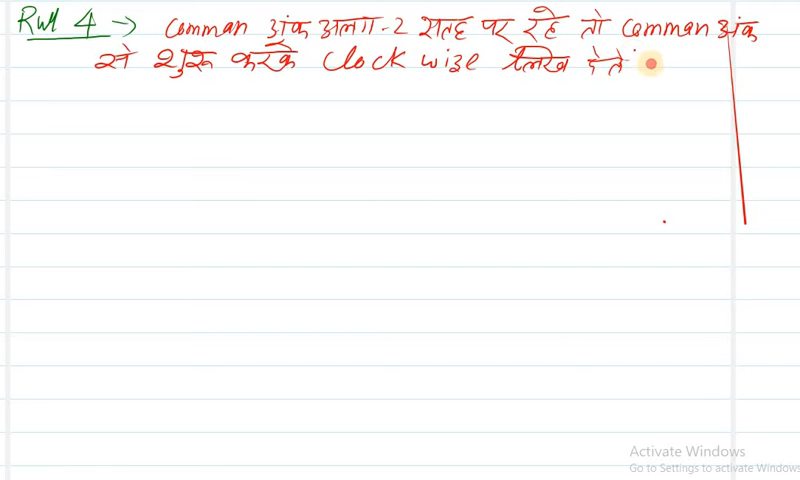 Rule 4 → Comman अंक अलग-2 सतह पर रहे तो Comman अंक
से शुरू करके Clock wise लिख देते
Activate Windows
Go to Settings to activate Windows